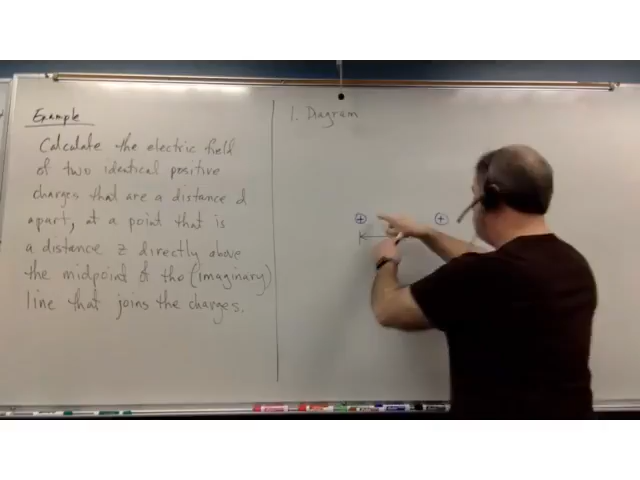 Example
Calculate the electric field
of two identical positive
charges that are a distance d
apart, at a point that is
a distance z directly above
the midpoint of the (imaginary)
line that joins the charges.
1. Diagram
+ +